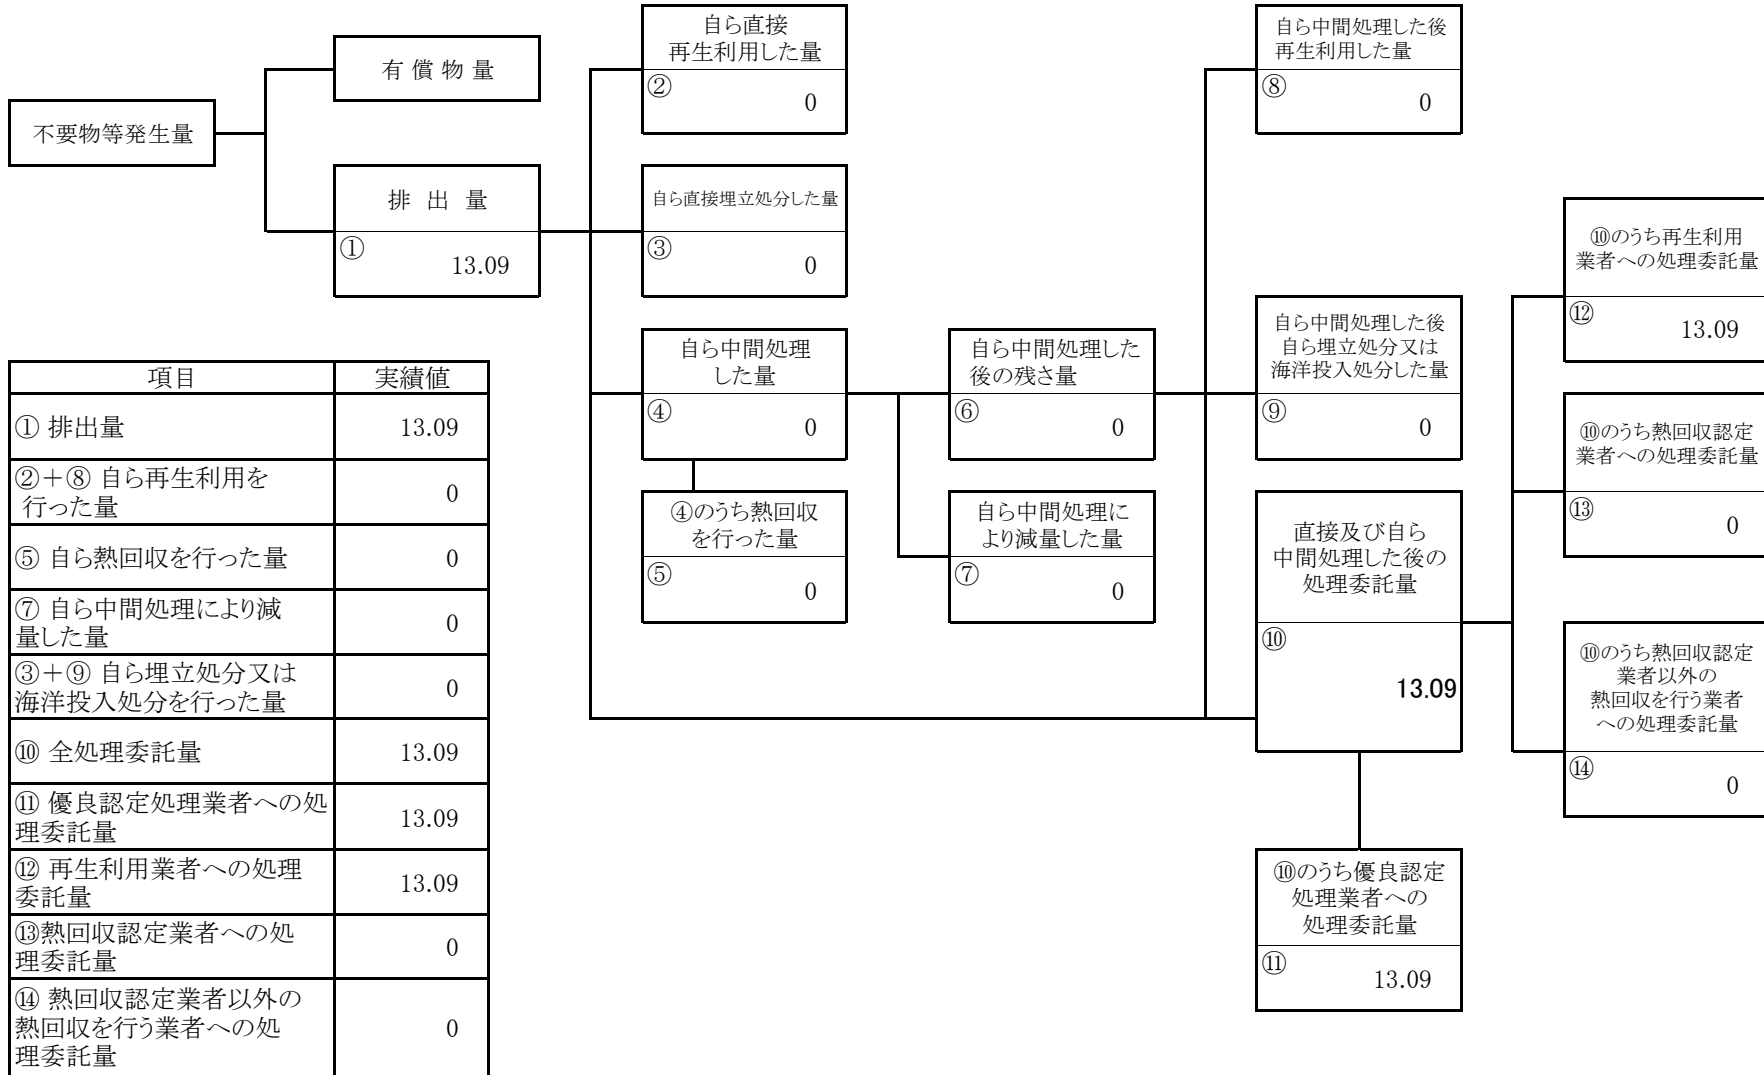 不要物等発生量
有 償 物 量
排 出 量
①
13.09
自ら直接
再生利用した量
②
0
自ら直接埋立処分した量
③
0
自ら中間処理
した量
④
0
④のうち熱回収
を行った量
⑤
0
自ら中間処理した
後の残さ量
⑥
0
自ら中間処理に
より減量した量
⑦
0
自ら中間処理した後
再生利用した量
⑧
0
自ら中間処理した後
自ら埋立処分又は
海洋投入処分した量
⑨
0
直接及び自ら
中間処理した後の
処理委託量
⑩
13.09
⑩のうち優良認定
処理業者への
処理委託量
⑪
13.09
⑩のうち再生利用
業者への処理委託量
⑫
13.09
⑩のうち熱回収認定
業者への処理委託量
⑬
0
⑩のうち熱回収認定
業者以外の
熱回収を行う業者
への処理委託量
⑭
0
項目 実績値
① 排出量 13.09
②+⑧ 自ら再生利用を
行った量 0
⑤ 自ら熱回収を行った量 0
⑦ 自ら中間処理により減
量した量 0
③+⑨ 自ら埋立処分又は
海洋投入処分を行った量 0
⑩ 全処理委託量 13.09
⑪ 優良認定処理業者への処
理委託量 13.09
⑫ 再生利用業者への処理
委託量 13.09
⑬熱回収認定業者への処
理委託量 0
⑭ 熱回収認定業者以外の
熱回収を行う業者への処
理委託量 0